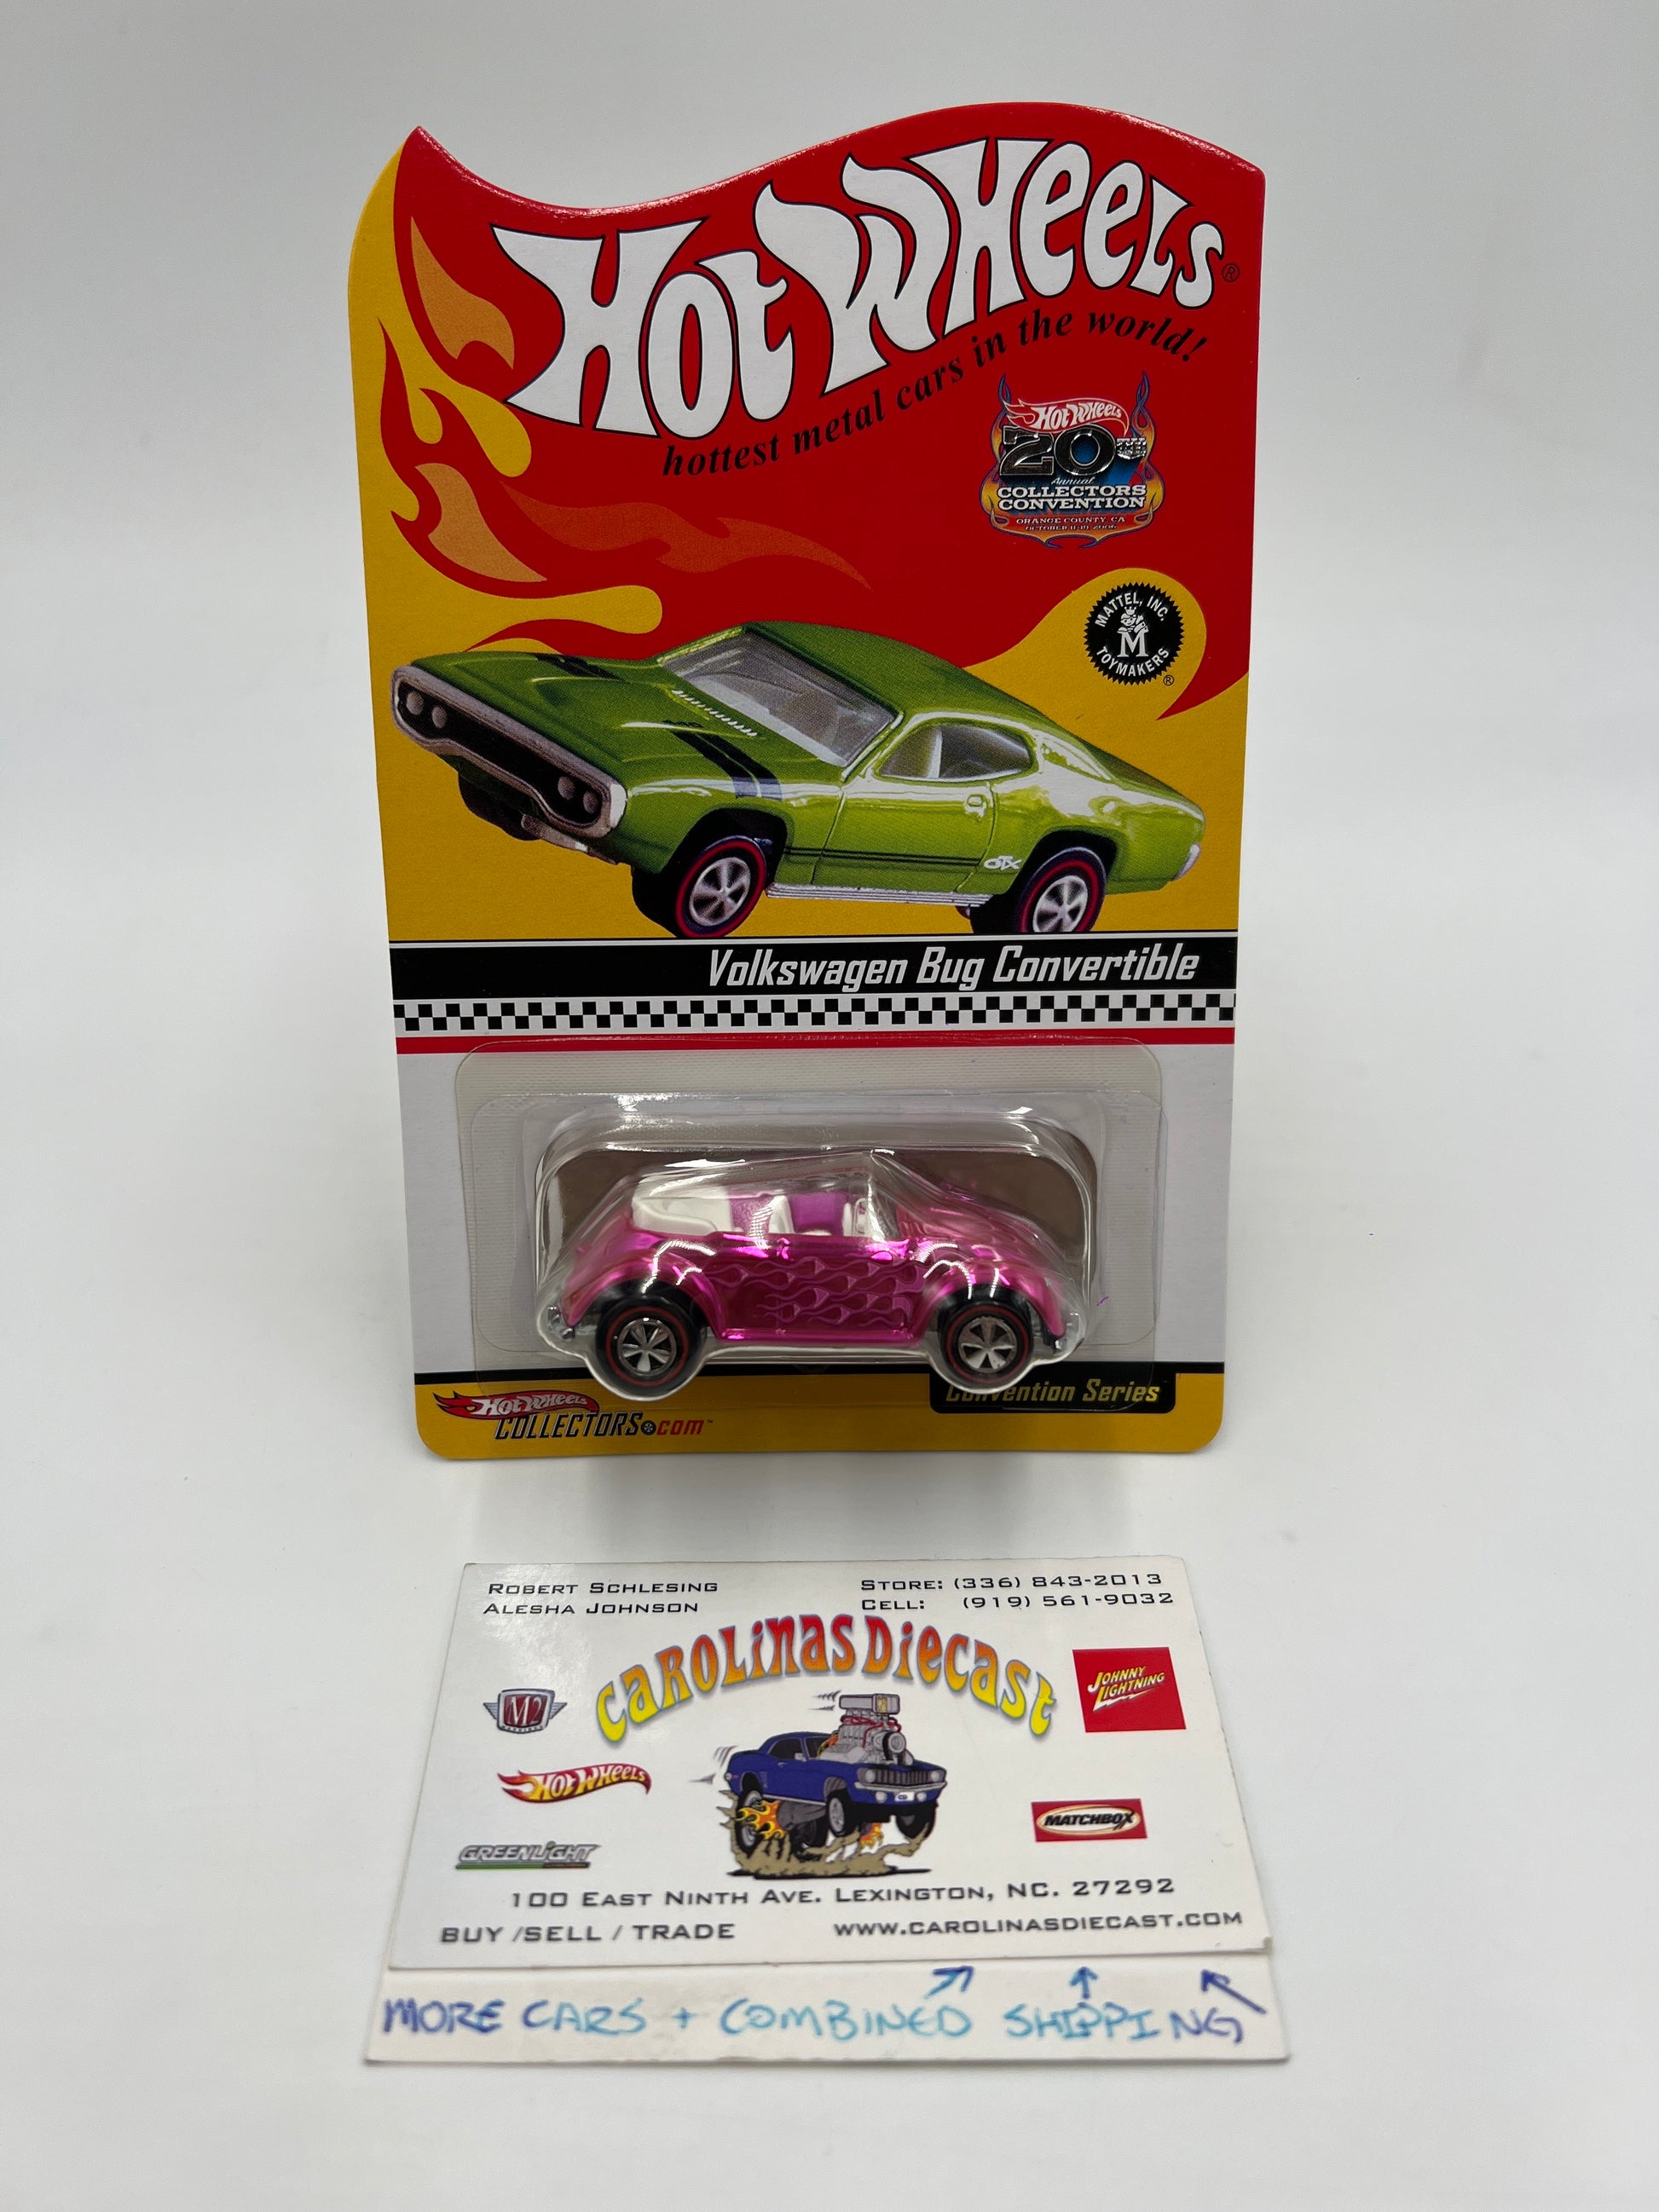 Hot Wheels®
hottest metal cars in the world!
Hot Wheels
20TH
Annual
COLLECTORS
CONVENTION
ORANGE COUNTY, CA
MATTEL, INC.
M
TOYMAKERS
®
GTX
Volkswagen Bug Convertible
Hot Wheels
COLLECTORS.com™
Convention Series
ROBERT SCHLESING
ALESHA JOHNSON
STORE: (336) 843-2013
CELL: (919) 561-9032
CAROLINAS DIECAST
M2
JOHNNY
LIGHTNING
Hot Wheels
MATCHBOX
GREENLIGHT
100 EAST NINTH AVE. LEXINGTON, NC. 27292
BUY /SELL / TRADE
WWW.CAROLINASDIECAST.COM
MORE CARS + COMBINED SHIPPING